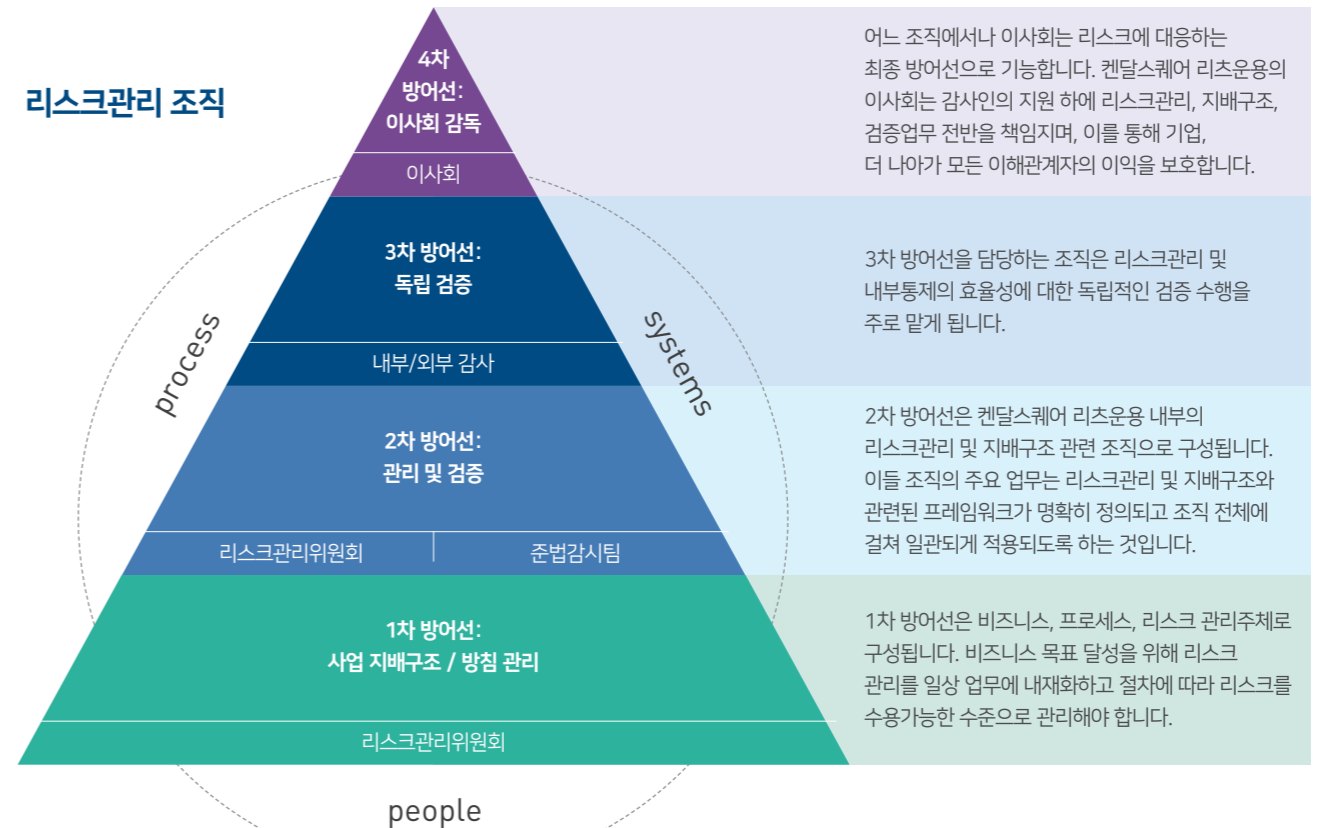 리스크관리 조직
4차
방어선:
이사회 감독
이사회
어느 조직에서나 이사회는 리스크에 대응하는
최종 방어선으로 기능합니다. 켄달스퀘어 리츠운용의
이사회는 감사인의 지원 하에 리스크관리, 지배구조,
검증업무 전반을 책임지며, 이를 통해 기업,
더 나아가 모든 이해관계자의 이익을 보호합니다.
3차 방어선:
독립 검증
내부/외부 감사
3차 방어선을 담당하는 조직은 리스크관리 및
내부통제의 효율성에 대한 독립적인 검증 수행을
주로 맡게 됩니다.
process
systems
2차 방어선:
관리 및 검증
리스크관리위원회
준법감시팀
2차 방어선은 켄달스퀘어 리츠운용 내부의
리스크관리 및 지배구조 관련 조직으로 구성됩니다.
이들 조직의 주요 업무는 리스크관리 및 지배구조와
관련된 프레임워크가 명확히 정의되고 조직 전체에
걸쳐 일관되게 적용되도록 하는 것입니다.
1차 방어선:
사업 지배구조 / 방침 관리
리스크관리위원회
1차 방어선은 비즈니스, 프로세스, 리스크 관리주체로
구성됩니다. 비즈니스 목표 달성을 위해 리스크
관리를 일상 업무에 내재화하고 절차에 따라 리스크를
수용가능한 수준으로 관리해야 합니다.
people